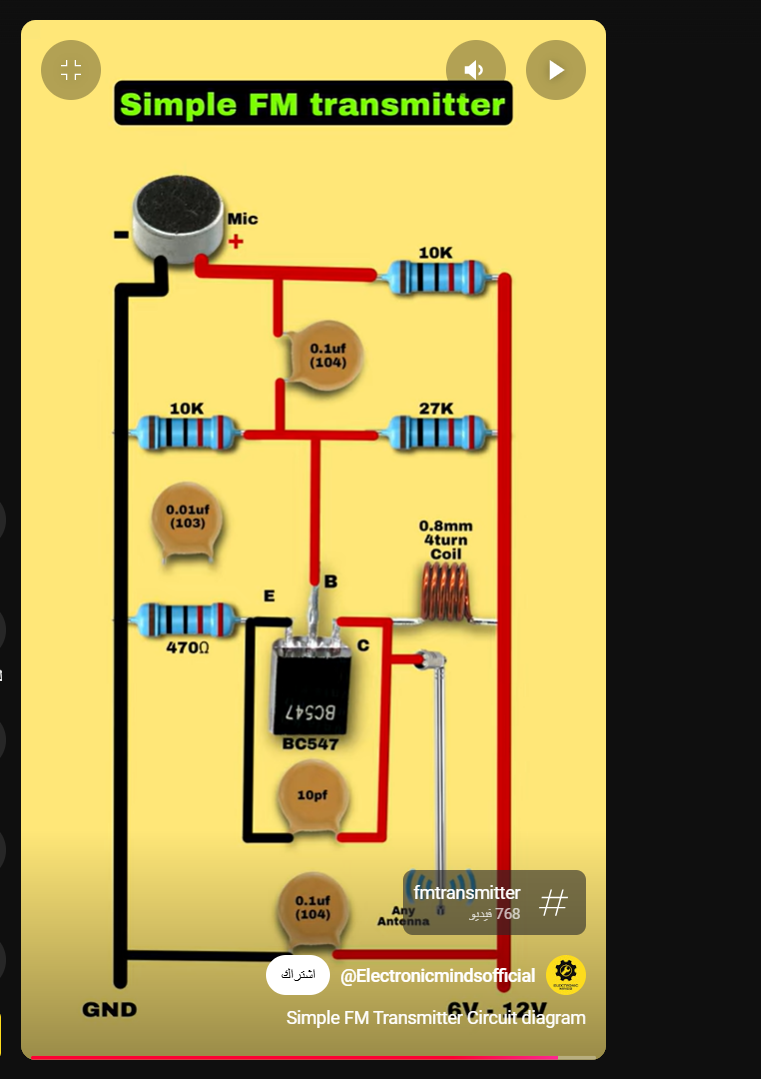 Simple FM transmitter
Mic
-
+
10K
0.1uf
(104)
10K
27K
0.01uf
(103)
0.8mm
4turn
Coil
B
E
C
470Ω
BC547
BC547
10pf
0.1uf
(104)
Any
Antenna
fmtransmitter
768 فيديو
#
اشتراك
@Electronicmindsofficial
GND
6V - 12V
Simple FM Transmitter Circuit diagram